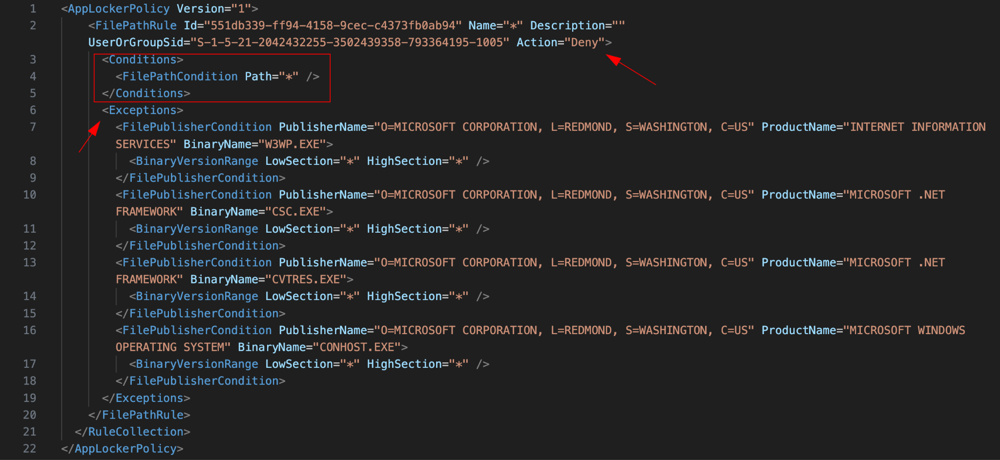 1 <AppLockerPolicy Version="1">
2 <FilePathRule Id="551db339-ff94-4158-9cec-c4373fb0ab94" Name="*" Description=""
UserOrGroupSid="S-1-5-21-2042432255-3502439358-793364195-1005" Action="Deny">
3 <Conditions>
4 <FilePathCondition Path="*" />
5 </Conditions>
6 <Exceptions>
7 <FilePublisherCondition PublisherName="O=MICROSOFT CORPORATION, L=REDMOND, S=WASHINGTON, C=US" ProductName="INTERNET INFORMATION
SERVICES" BinaryName="W3WP.EXE">
8 <BinaryVersionRange LowSection="*" HighSection="*" />
9 </FilePublisherCondition>
10 <FilePublisherCondition PublisherName="O=MICROSOFT CORPORATION, L=REDMOND, S=WASHINGTON, C=US" ProductName="MICROSOFT .NET
FRAMEWORK" BinaryName="CSC.EXE">
11 <BinaryVersionRange LowSection="*" HighSection="*" />
12 </FilePublisherCondition>
13 <FilePublisherCondition PublisherName="O=MICROSOFT CORPORATION, L=REDMOND, S=WASHINGTON, C=US" ProductName="MICROSOFT .NET
FRAMEWORK" BinaryName="CVTRES.EXE">
14 <BinaryVersionRange LowSection="*" HighSection="*" />
15 </FilePublisherCondition>
16 <FilePublisherCondition PublisherName="O=MICROSOFT CORPORATION, L=REDMOND, S=WASHINGTON, C=US" ProductName="MICROSOFT WINDOWS
OPERATING SYSTEM" BinaryName="CONHOST.EXE">
17 <BinaryVersionRange LowSection="*" HighSection="*" />
18 </FilePublisherCondition>
19 </Exceptions>
20 </FilePathRule>
21 </RuleCollection>
22 </AppLockerPolicy>